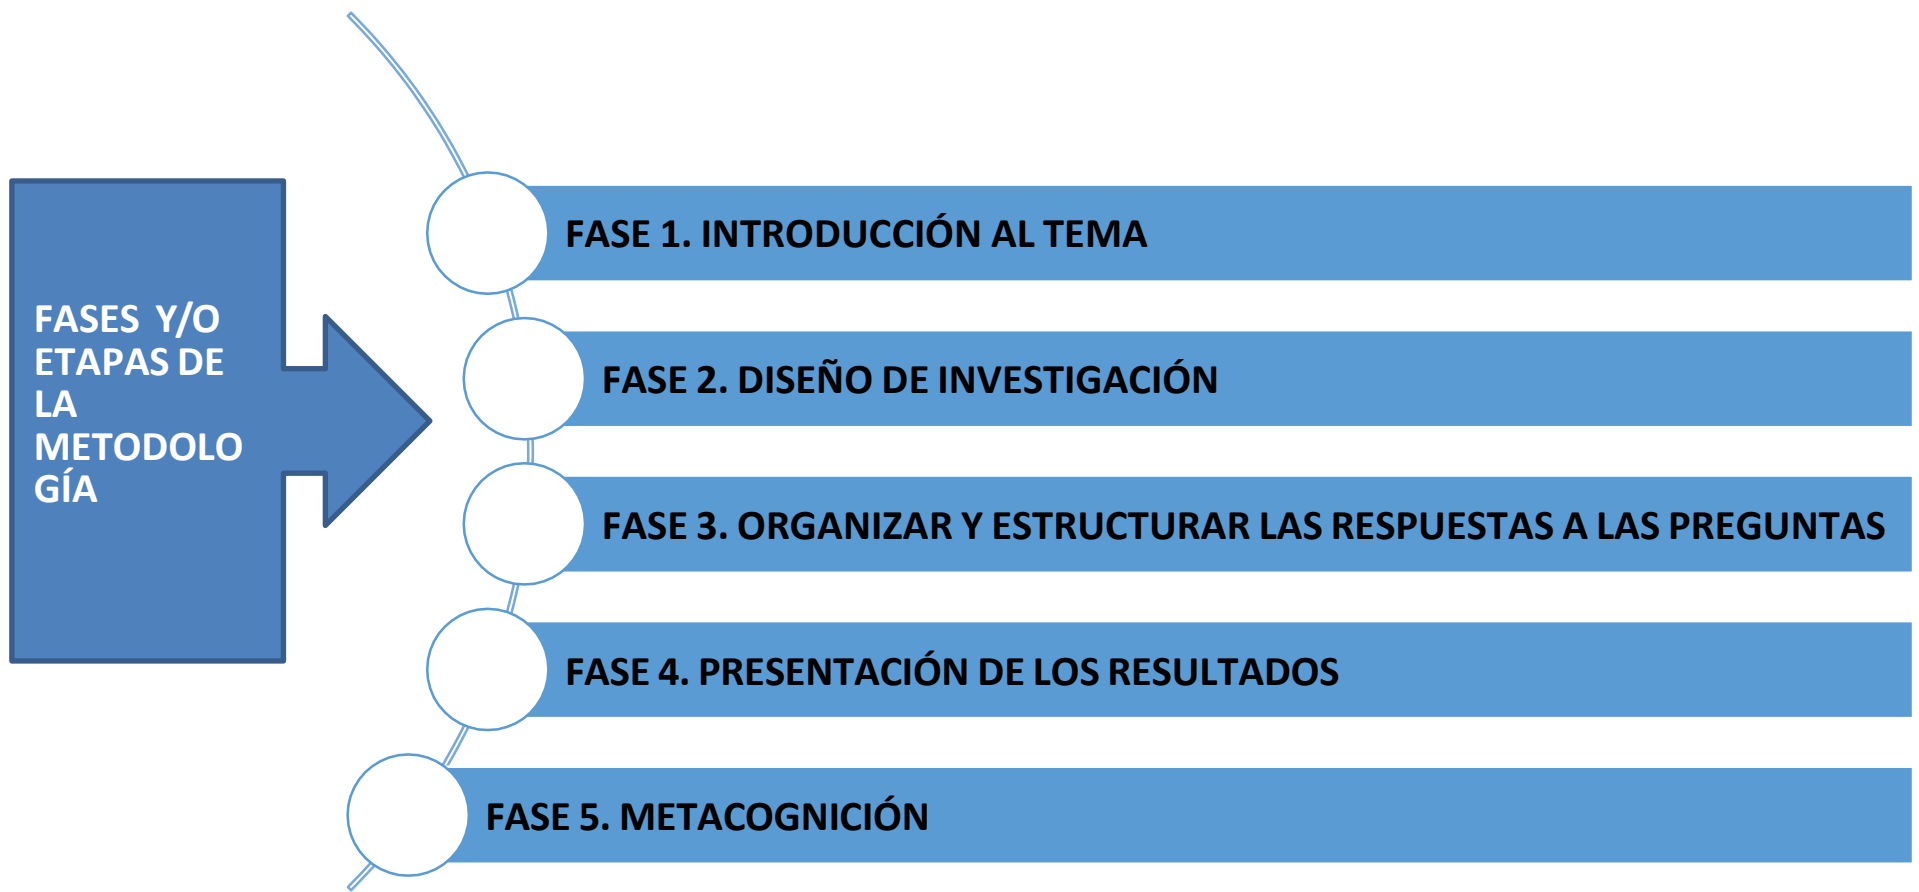 FASES Y/O
ETAPAS DE
LA
METODOLO
GÍA
FASE 1. INTRODUCCIÓN AL TEMA
FASE 2. DISEÑO DE INVESTIGACIÓN
FASE 3. ORGANIZAR Y ESTRUCTURAR LAS RESPUESTAS A LAS PREGUNTAS
FASE 4. PRESENTACIÓN DE LOS RESULTADOS
FASE 5. METACOGNICIÓN